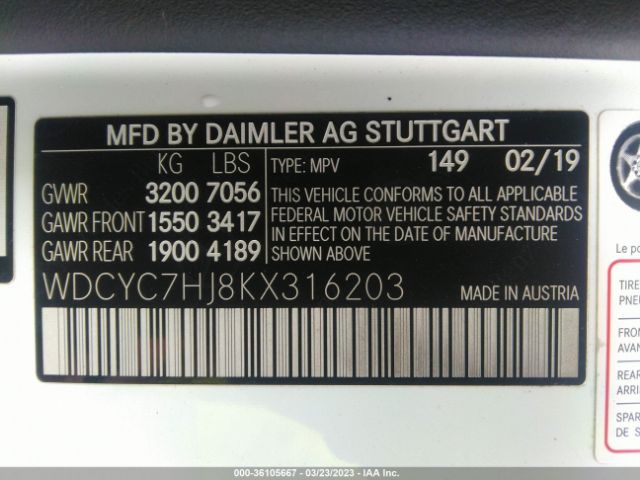 MFD BY DAIMLER AG STUTTGART
KG LBS
GVWR 3200 7056
GAWR FRONT 1550 3417
GAWR REAR 1900 4189
TYPE: MPV 149 02/19
THIS VEHICLE CONFORMS TO ALL APPLICABLE
FEDERAL MOTOR VEHICLE SAFETY STANDARDS
IN EFFECT ON THE DATE OF MANUFACTURE
SHOWN ABOVE
WDCYC7HJ8KX316203 MADE IN AUSTRIA
Le po
TIRE
PNEU
FRON
AVAN
REAR
ARRI
SPAR
DE S
000-36105667 - 03/23/2023 - IAA Inc.